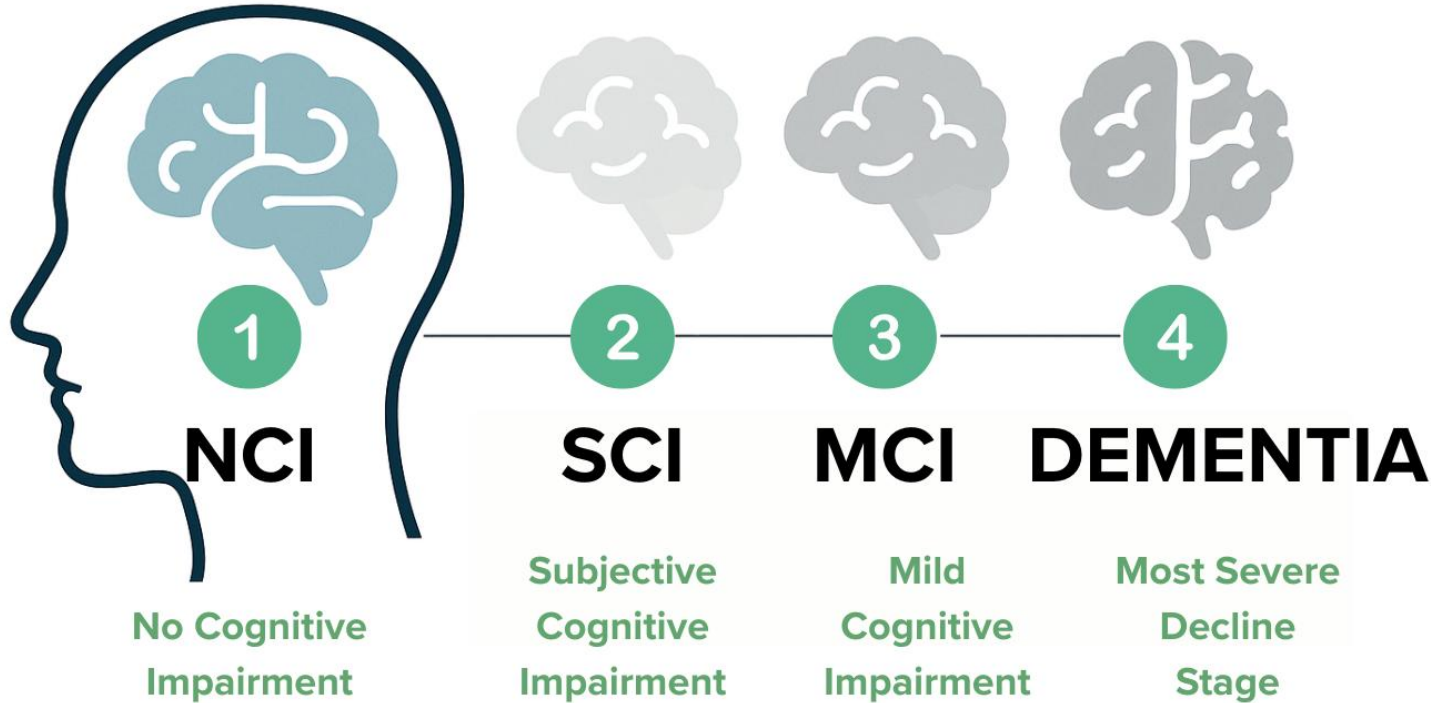 1
2
3
4
NCI
SCI
MCI
DEMENTIA
No Cognitive
Impairment
Subjective
Cognitive
Impairment
Mild
Cognitive
Impairment
Most Severe
Decline
Stage